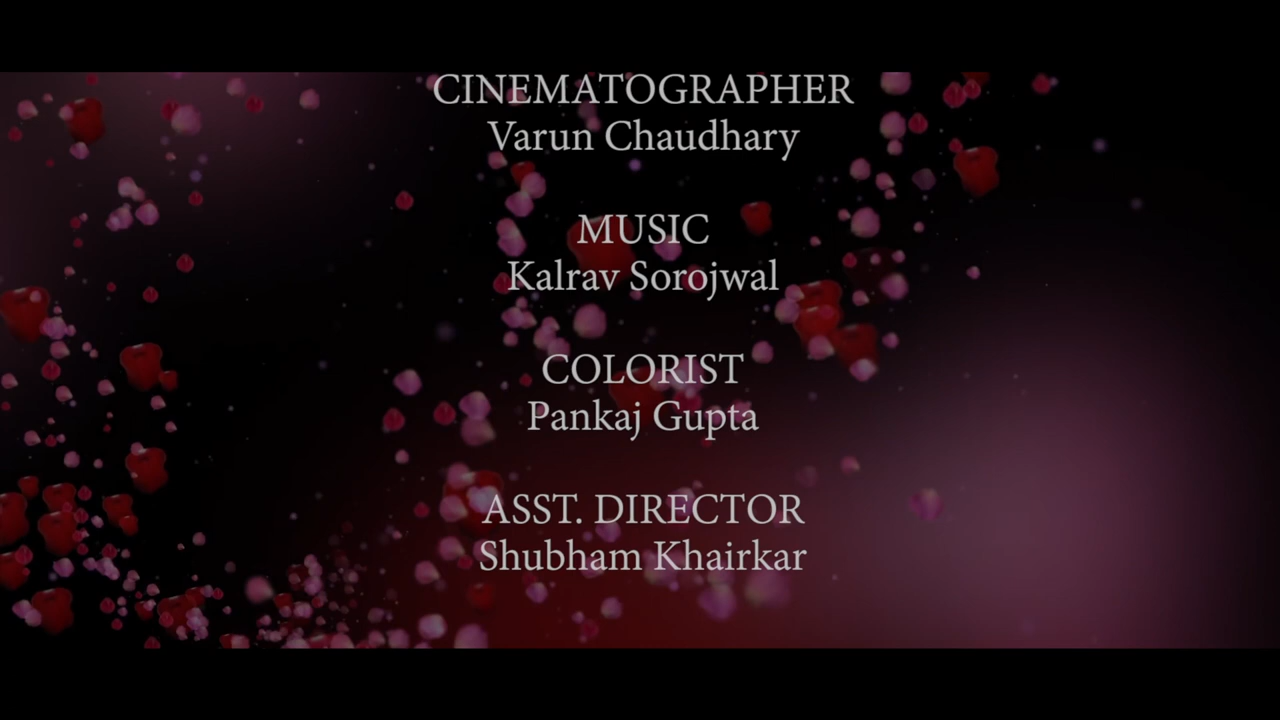 CINEMATOGRAPHER
Varun Chaudhary
MUSIC
Kalrav Sorojwal
COLORIST
Pankaj Gupta
ASST. DIRECTOR
Shubham Khairkar